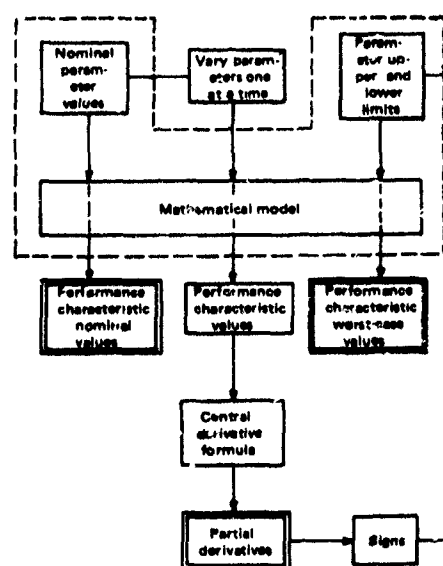 Nominal
param-
eter
values
Vary param-
eters one
at a time
Param-
etor up-
per and
lower
limits
Mathematical model
Performance
characteristic
nominal
values
Performance
characteristic
values
Performance
characteristic
worst-case
values
Central
derivative
formula
Partial
derivatives
Signs